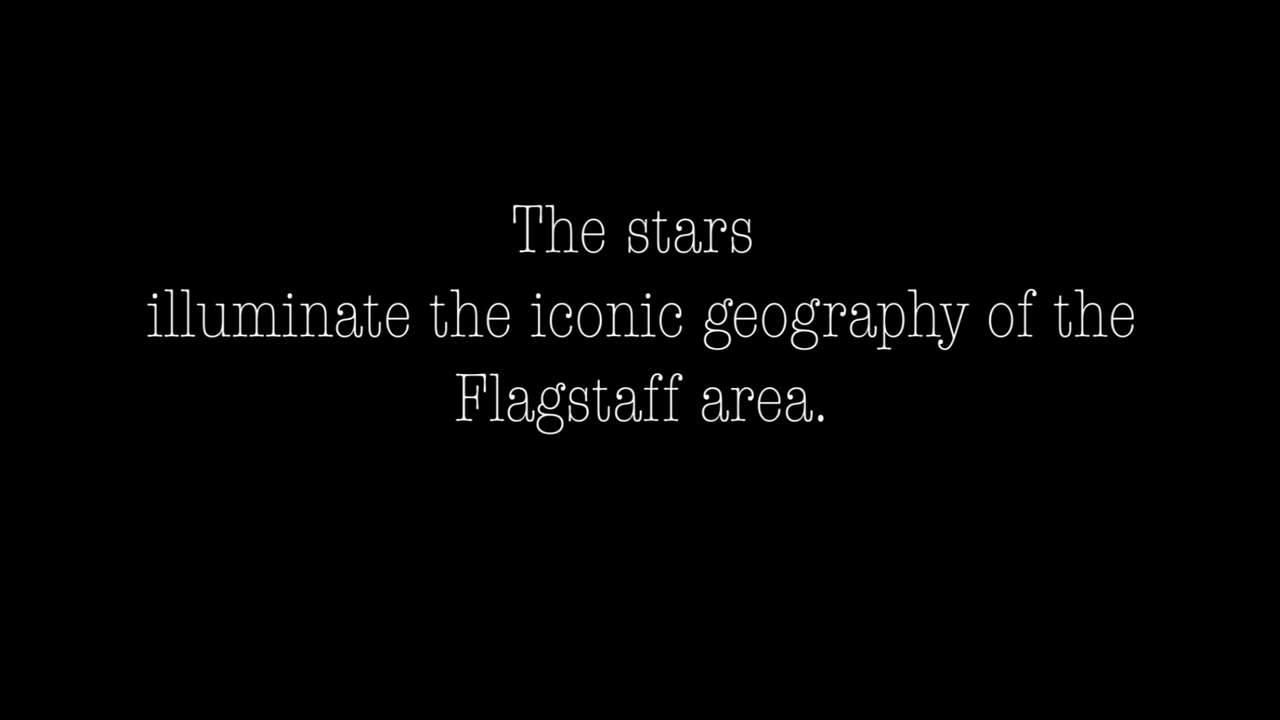 The stars
illuminate the iconic geography of the
Flagstaff area.